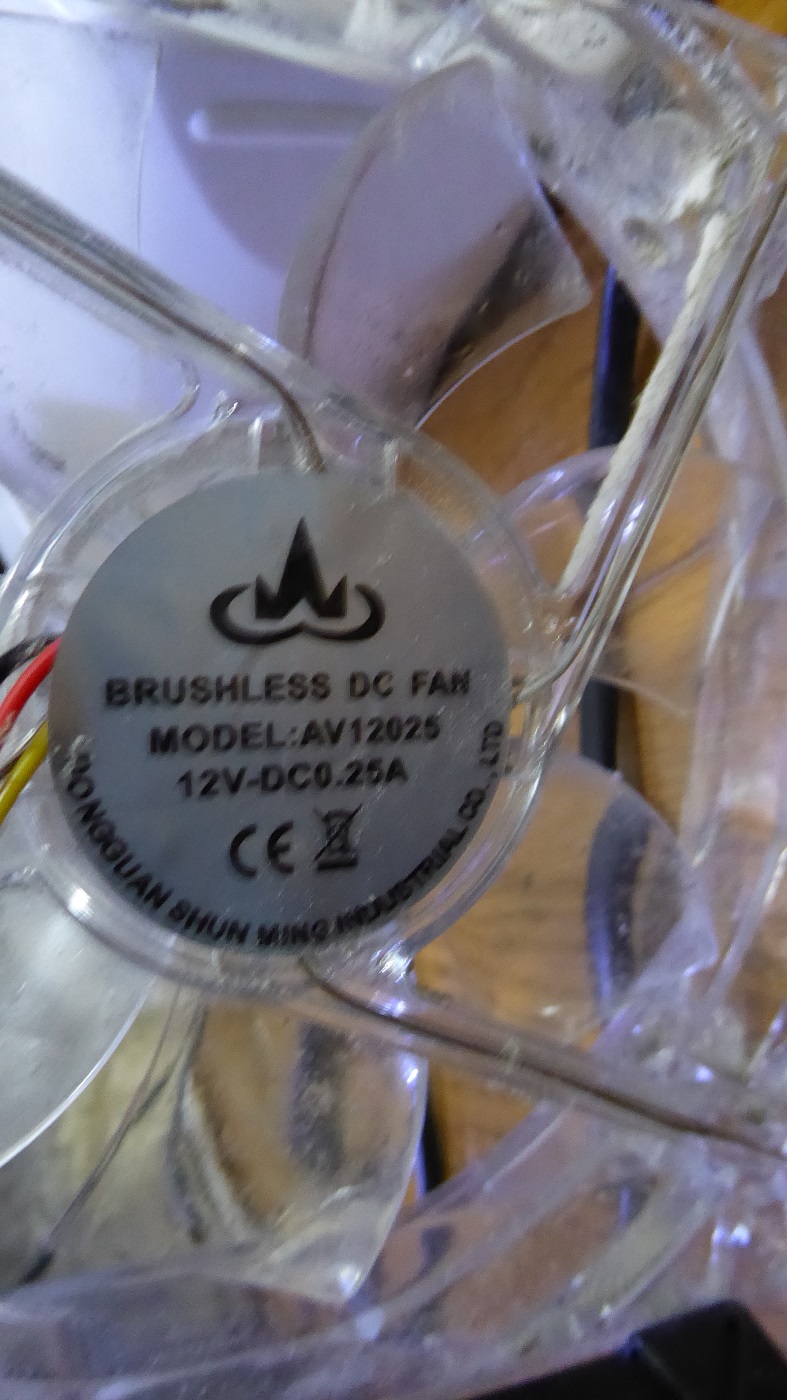 BRUSHLESS DC FAN
MODEL:AV12025
12V-DC0.25A
CE
DONGGUAN SHUN MING INDUSTRIAL CO., LTD